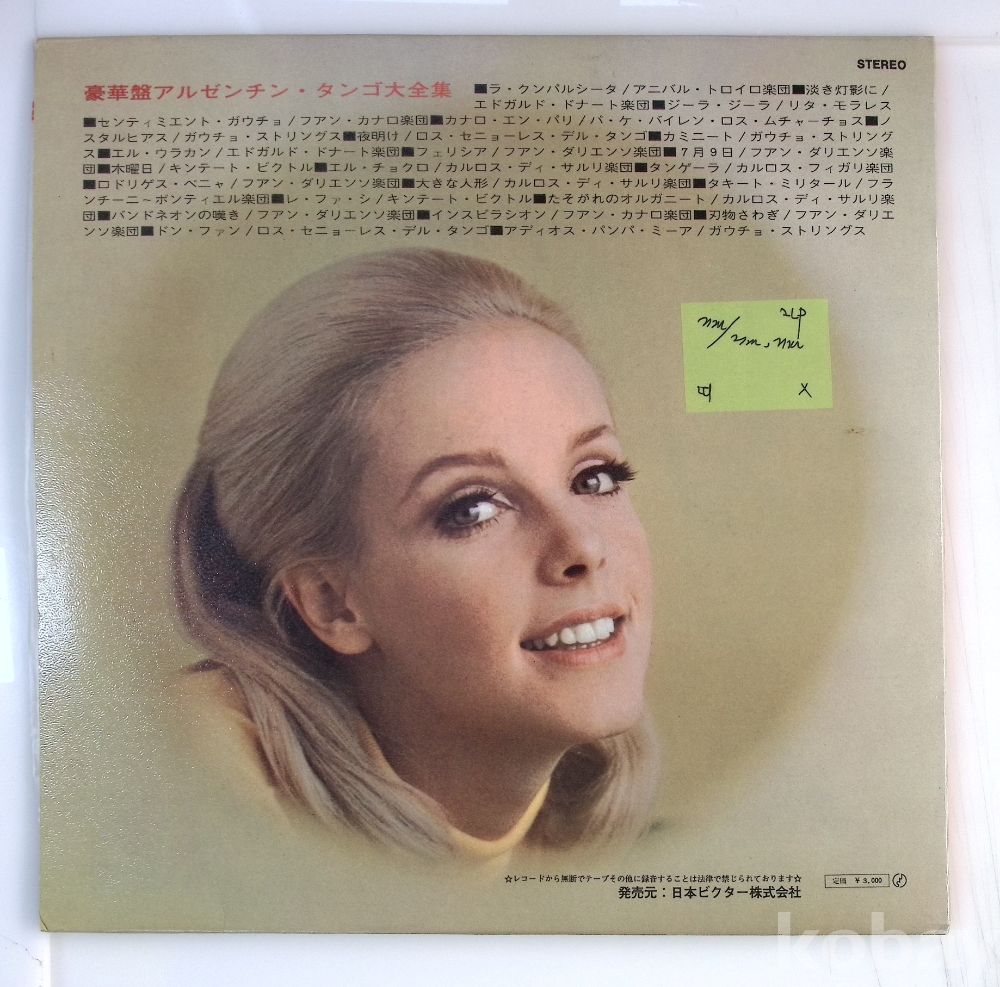 STEREO
豪華盤アルゼンチン・タンゴ大全集
■ラ・クンパルシータ/アニバル・トロイロ楽団■淡き灯影に/
エドガルド・ドナート楽団■ジーラ・ジーラ/リタ・モラレス
■センティミエント・ガウチョ/フアン・カナロ楽団■カナロ・エン・パリ/パ・ケ・バイレン・ロス・ムチャーチョス■ノ
スタルヒアス/ガウチョ・ストリングス■夜明け/ロス・セニョーレス・デル・タンゴ■カミニート/ガウチョ・ストリング
ス■エル・ウラカン/エドガルド・ドナート楽団■フェリシア/フアン・ダリエンソ楽団■7月9日/フアン・ダリエンソ楽
団■木曜日/キンテート・ビクトル■エル・チョクロ/カルロス・ディ・サルリ楽団■タンゲーラ/カルロス・フィガリ楽団
■ロドリゲス・ペニャ/フアン・ダリエンソ楽団■大きな人形/カルロス・ディ・サルリ楽団■タキート・ミリタール/フラ
ンチーニ〜ポンティエル楽団■レ・ファ・シ/キンテート・ビクトル■たそがれのオルガニート/カルロス・ディ・サルリ楽
団■バンドネオンの嘆き/フアン・ダリエンソ楽団■インスピラシオン/フアン・カナロ楽団■刃物さわぎ/フアン・ダリエ
ンソ楽団■ドン・ファン/ロス・セニョーレス・デル・タンゴ■アディオス・パンパ・ミーア/ガウチョ・ストリングス
2LP
띠 X
☆レコードから無断でテープその他に録音することは法律で禁じられております☆
発売元：日本ビクター株式会社
定価 ¥3,000